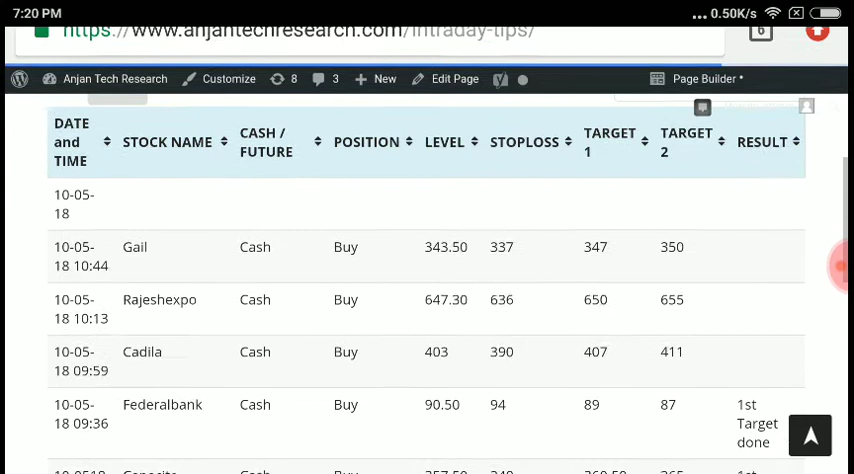 7:20 PM ... 0.50K/s
https://www.anjantechresearch.com/intraday-tips/ 6
Anjan Tech Research Customize 8 3 New Edit Page Page Builder *
DATE and TIME STOCK NAME CASH / FUTURE POSITION LEVEL STOPLOSS TARGET 1 TARGET 2 RESULT
10-05-18
10-05-18 10:44 Gail Cash Buy 343.50 337 347 350
10-05-18 10:13 Rajeshexpo Cash Buy 647.30 636 650 655
10-05-18 09:59 Cadila Cash Buy 403 390 407 411
10-05-18 09:36 Federalbank Cash Buy 90.50 94 89 87 1st Target done